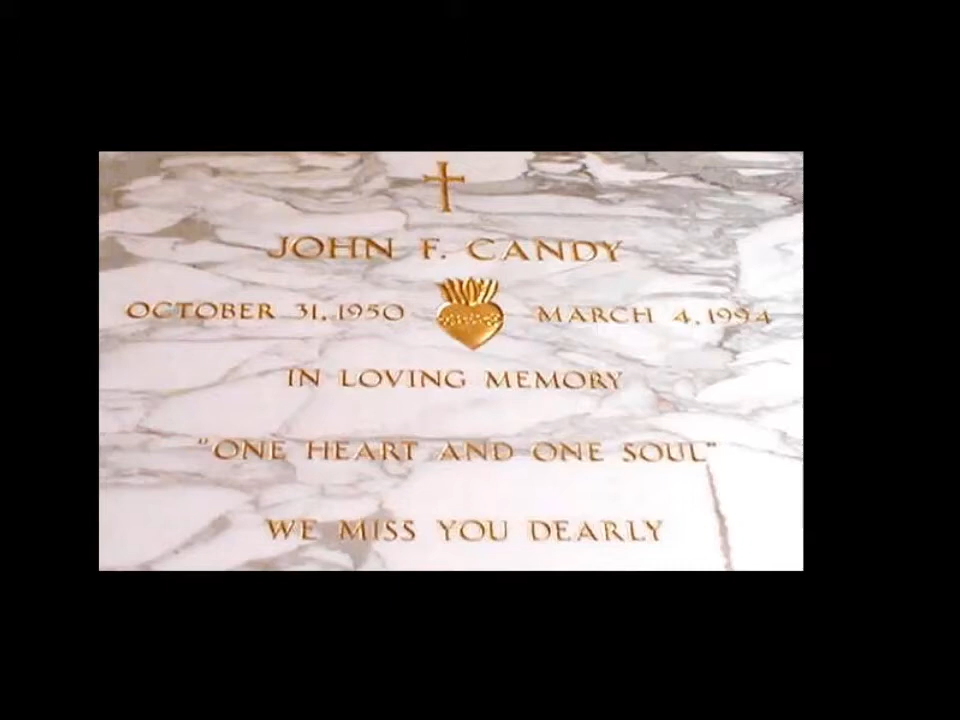 JOHN F. CANDY
OCTOBER 31, 1950 MARCH 4, 1994
IN LOVING MEMORY
"ONE HEART AND ONE SOUL"
WE MISS YOU DEARLY